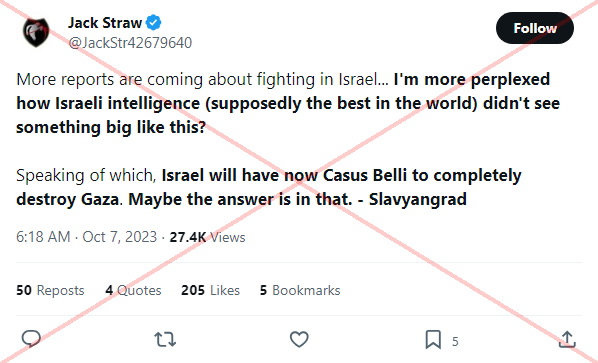 Jack Straw
@JackStr42679640
Follow
More reports are coming about fighting in Israel... I'm more perplexed
how Israeli intelligence (supposedly the best in the world) didn't see
something big like this?
Speaking of which, Israel will have now Casus Belli to completely
destroy Gaza. Maybe the answer is in that. - Slavyangrad
6:18 AM · Oct 7, 2023 · 27.4K Views
50 Reposts 4 Quotes 205 Likes 5 Bookmarks
5